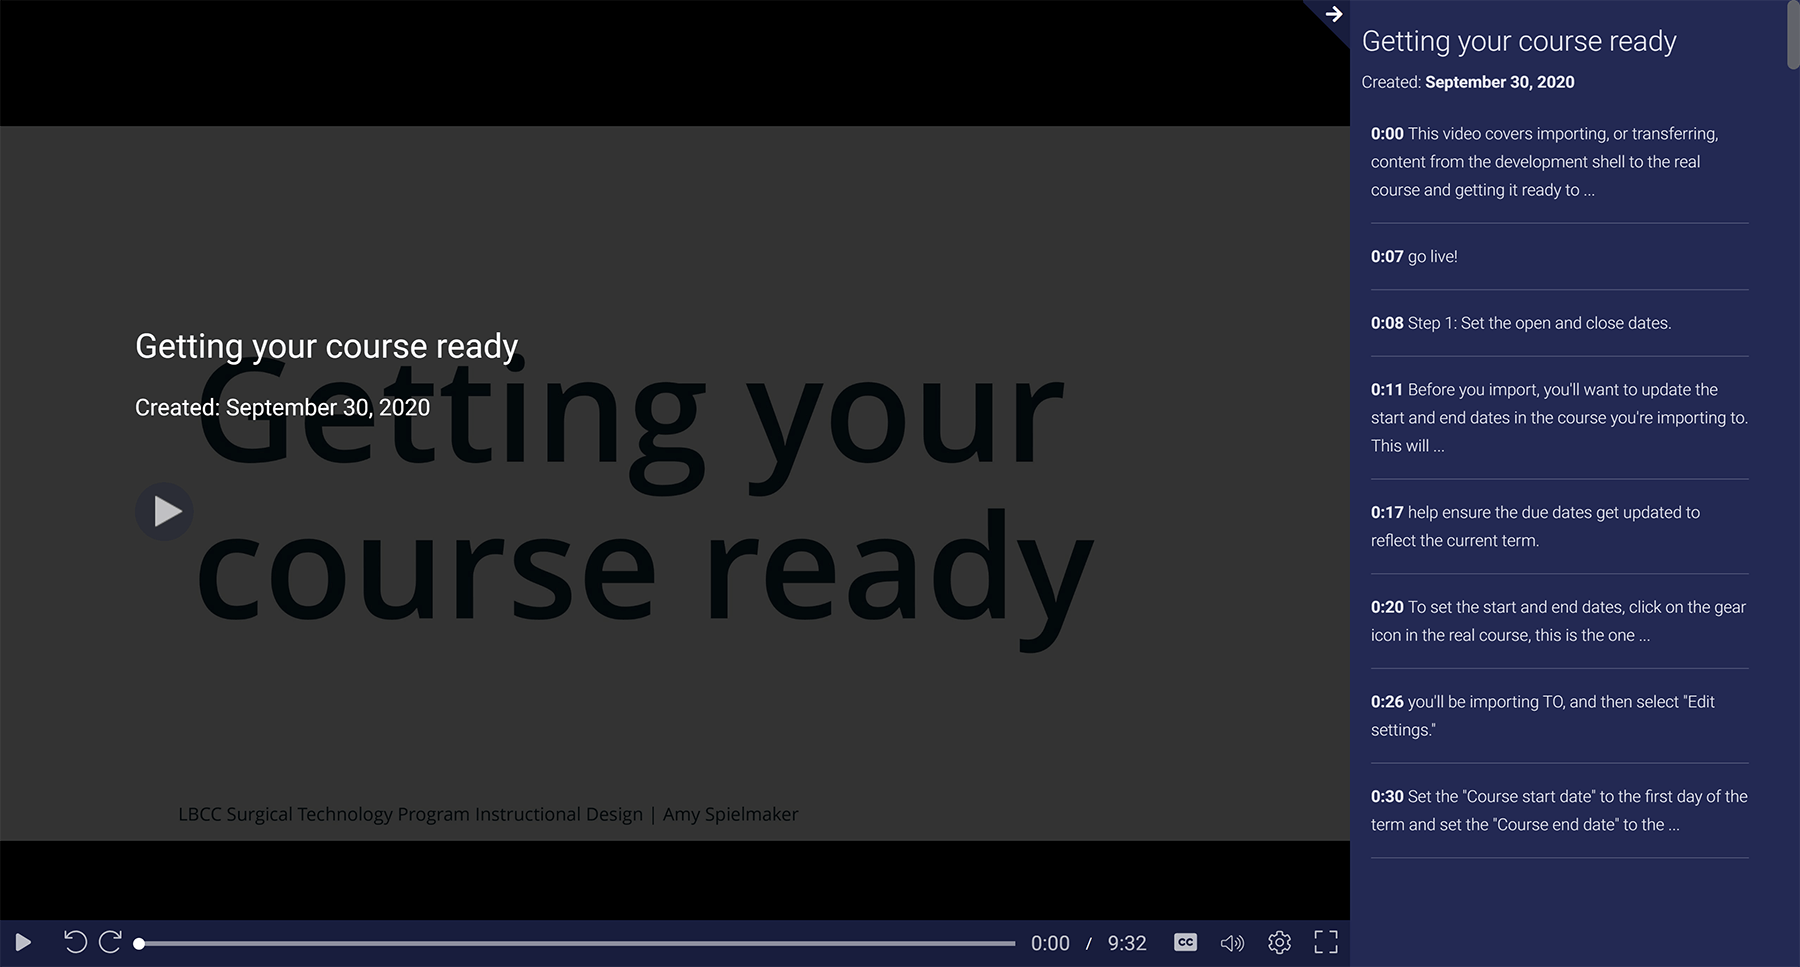 Getting your course ready
Created: September 30, 2020
Getting your
course ready
LBCC Surgical Technology Program Instructional Design | Amy Spielmaker
0:00 / 9:32
CC
Getting your course ready
Created: September 30, 2020
0:00 This video covers importing, or transferring,
content from the development shell to the real
course and getting it ready to ...
0:07 go live!
0:08 Step 1: Set the open and close dates.
0:11 Before you import, you'll want to update the
start and end dates in the course you're importing to.
This will ...
0:17 help ensure the due dates get updated to
reflect the current term.
0:20 To set the start and end dates, click on the gear
icon in the real course, this is the one ...
0:26 you'll be importing TO, and then select "Edit
settings."
0:30 Set the "Course start date" to the first day of the
term and set the "Course end date" to the ...